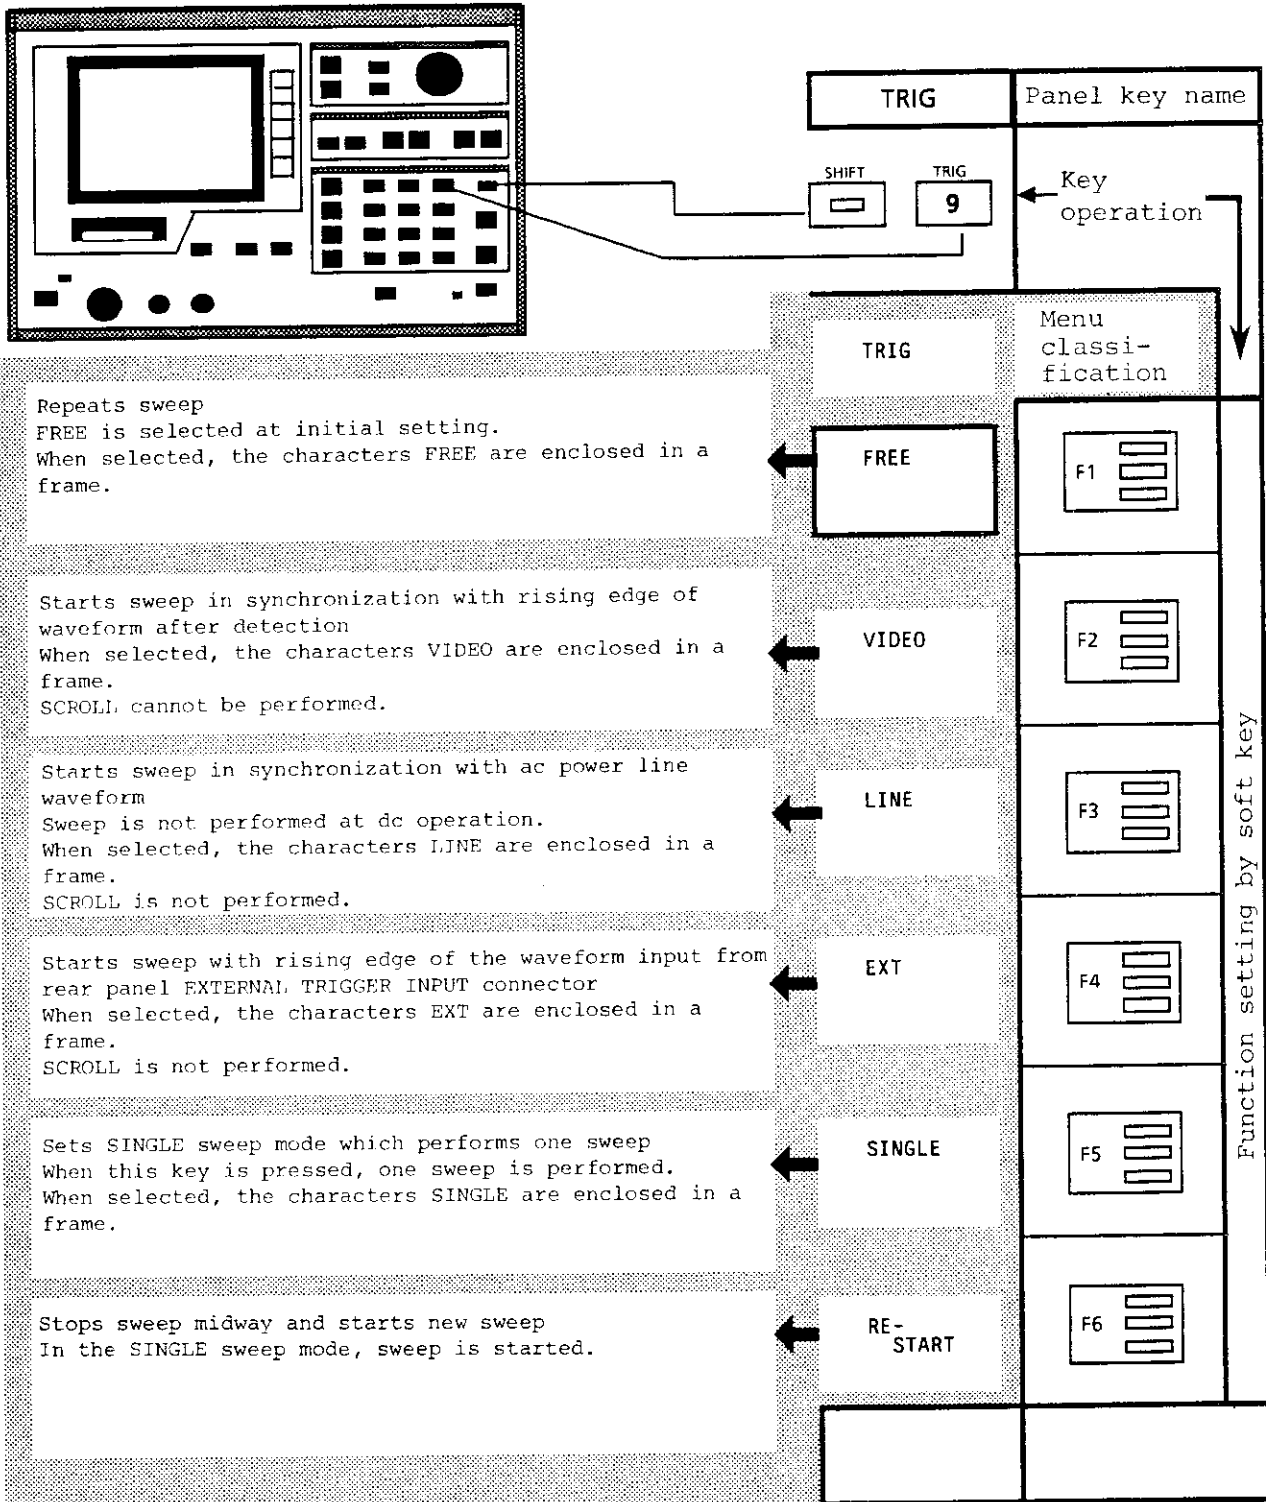 TRIG
Panel key name
SHIFT
TRIG
9
Key
operation
TRIG
Menu
classi-
fication
Repeats sweep
FREE is selected at initial setting.
When selected, the characters FREE are enclosed in a
frame.
FREE
F1
Starts sweep in synchronization with rising edge of
waveform after detection
When selected, the characters VIDEO are enclosed in a
frame.
SCROLL cannot be performed.
VIDEO
F2
Starts sweep in synchronization with ac power line
waveform
Sweep is not performed at dc operation.
When selected, the characters LINE are enclosed in a
frame.
SCROLL is not performed.
LINE
F3
Starts sweep with rising edge of the waveform input from
rear panel EXTERNAL TRIGGER INPUT connector
When selected, the characters EXT are enclosed in a
frame.
SCROLL is not performed.
EXT
F4
Sets SINGLE sweep mode which performs one sweep
When this key is pressed, one sweep is performed.
When selected, the characters SINGLE are enclosed in a
frame.
SINGLE
F5
Stops sweep midway and starts new sweep
In the SINGLE sweep mode, sweep is started.
RE-
START
F6
Function setting by soft key